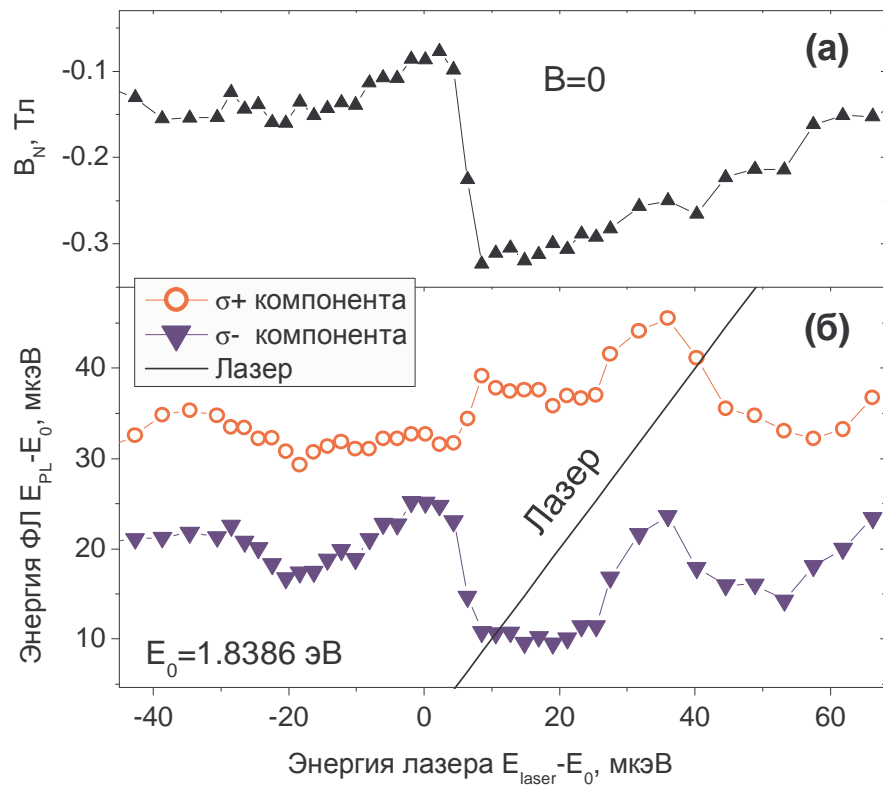 (а)
B=0
B_N, Тл
-0.1
-0.2
-0.3
σ+ компонента
σ- компонента
Лазер
(б)
Энергия ФЛ E_PL-E_0, мкэВ
40
30
20
10
Лазер
E_0=1.8386 эВ
-40 -20 0 20 40 60
Энергия лазера E_laser-E_0, мкэВ